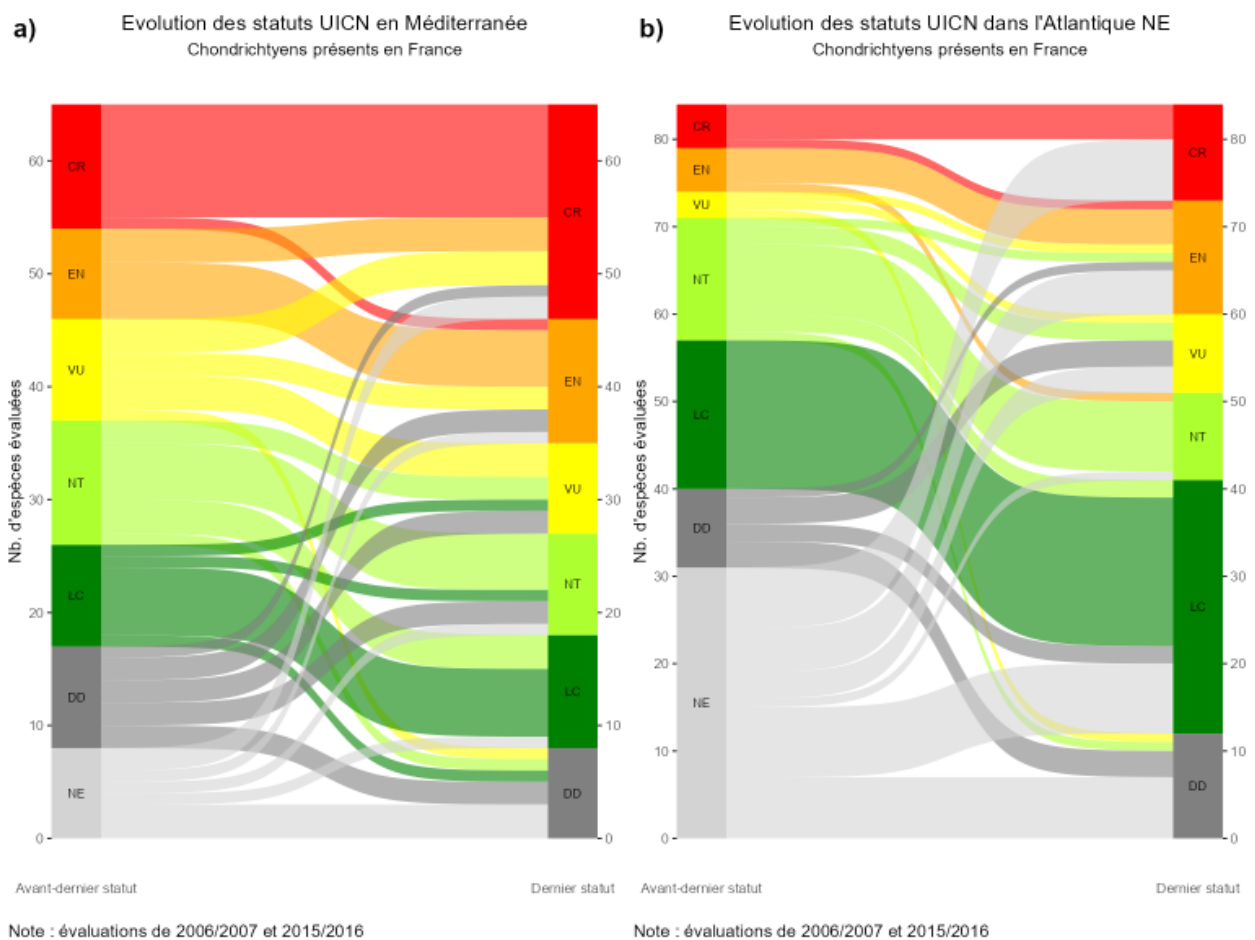 a)
Evolution des statuts UICN en Méditerranée
Chondrichtyens présents en France
Nb. d'espèces évaluées
60
50
40
30
20
10
0
CR
EN
VU
NT
LC
DD
NE
CR
EN
VU
NT
LC
DD
60
50
40
30
20
10
0
Avant-dernier statut
Dernier statut
Note : évaluations de 2006/2007 et 2015/2016
b)
Evolution des statuts UICN dans l'Atlantique NE
Chondrichtyens présents en France
Nb. d'espèces évaluées
80
70
60
50
40
30
20
10
0
CR
EN
VU
NT
LC
DD
NE
CR
EN
VU
NT
LC
DD
80
70
60
50
40
30
20
10
0
Avant-dernier statut
Dernier statut
Note : évaluations de 2006/2007 et 2015/2016